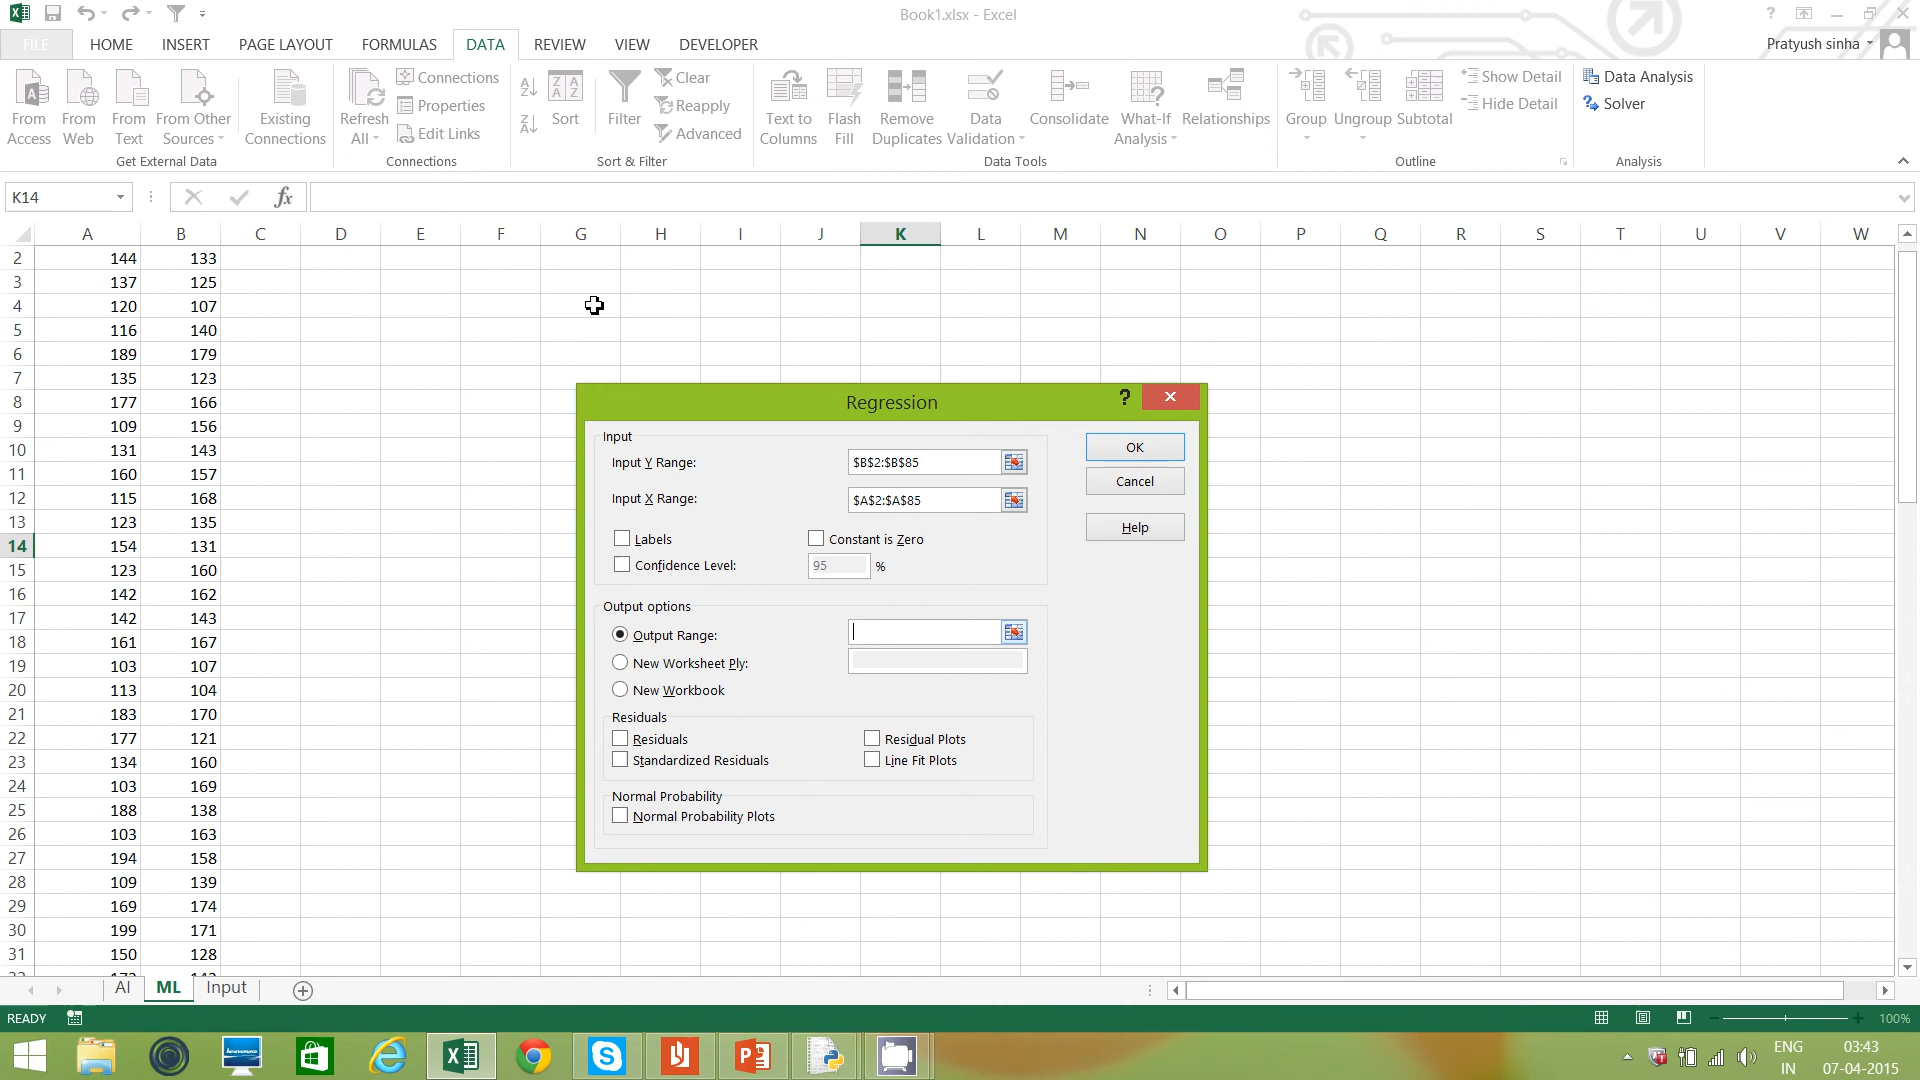 Book1.xlsx - Excel
?
FILE HOME INSERT PAGE LAYOUT FORMULAS DATA REVIEW VIEW DEVELOPER Pratyush sinha
From Access
From Web
From Text
From Other Sources
Existing Connections
Get External Data
Refresh All
Connections
Properties
Edit Links
Connections
Sort
Filter
Clear
Reapply
Advanced
Sort & Filter
Text to Columns
Flash Fill
Remove Duplicates
Data Validation
Consolidate
What-If Analysis
Relationships
Data Tools
Group
Ungroup
Subtotal
Show Detail
Hide Detail
Outline
Data Analysis
Solver
Analysis
K14 fx
A B C D E F G H I J K L M N O P Q R S T U V W
2 144 133
3 137 125
4 120 107
5 116 140
6 189 179
7 135 123
8 177 166
9 109 156
10 131 143
11 160 157
12 115 168
13 123 135
14 154 131
15 123 160
16 142 162
17 142 143
18 161 167
19 103 107
20 113 104
21 183 170
22 177 121
23 134 160
24 103 169
25 188 138
26 103 163
27 194 158
28 109 139
29 169 174
30 199 171
31 150 128
Regression
?
Input
Input Y Range: $B$2:$B$85
Input X Range: $A$2:$A$85
Labels Constant is Zero
Confidence Level: 95 %
OK
Cancel
Help
Output options
Output Range:
New Worksheet Ply:
New Workbook
Residuals
Residuals Residual Plots
Standardized Residuals Line Fit Plots
Normal Probability
Normal Probability Plots
AI ML Input
READY 100%
ENG IN
03:43
07-04-2015